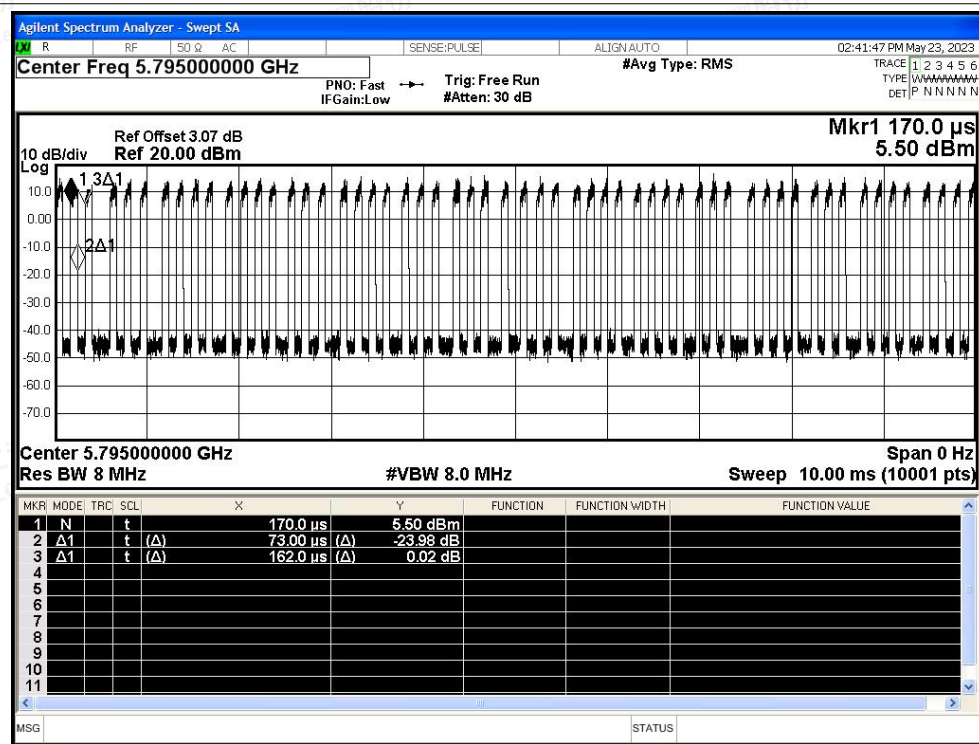 Agilent Spectrum Analyzer - Swept SA
LXI R RF 50 Ω AC SENSE:PULSE ALIGN AUTO 02:41:47 PM May 23, 2023
Center Freq 5.795000000 GHz #Avg Type: RMS TRACE 1 2 3 4 5 6
PNO: Fast Trig: Free Run TYPE WWWWWW
IFGain:Low #Atten: 30 dB DET P N N N N N
Mkr1 170.0 µs
Ref Offset 3.07 dB
10 dB/div Ref 20.00 dBm 5.50 dBm
Log
10.0
1 3Δ1
0.00
-10.0
2Δ1
-20.0
-30.0
-40.0
-50.0
-60.0
-70.0
Center 5.795000000 GHz Span 0 Hz
Res BW 8 MHz #VBW 8.0 MHz Sweep 10.00 ms (10001 pts)
MKR MODE TRC SCL X Y FUNCTION FUNCTION WIDTH FUNCTION VALUE
1 N t 170.0 µs 5.50 dBm
2 Δ1 t (Δ) 73.00 µs (Δ) -23.98 dB
3 Δ1 t (Δ) 162.0 µs (Δ) 0.02 dB
4
5
6
7
8
9
10
11
MSG STATUS